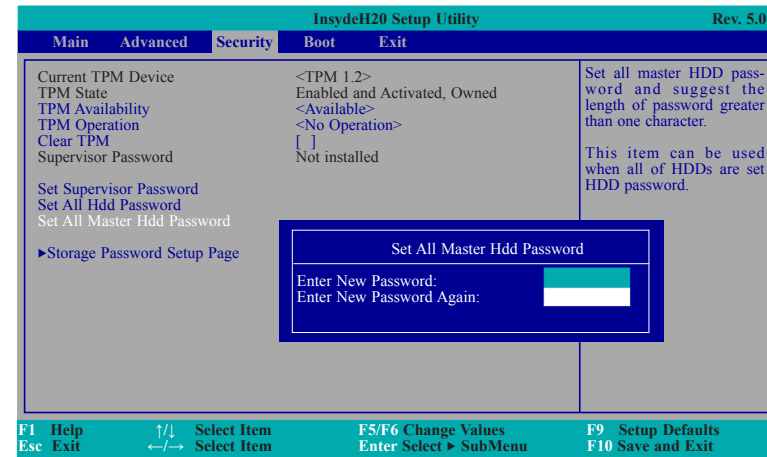 InsydeH20 Setup Utility Rev. 5.0
Main Advanced Security Boot Exit
Current TPM Device <TPM 1.2>
TPM State Enabled and Activated, Owned
TPM Availability <Available>
TPM Operation <No Operation>
Clear TPM [ ]
Supervisor Password Not installed
Set Supervisor Password
Set All Hdd Password
Set All Master Hdd Password
►Storage Password Setup Page
Set all master HDD pass-
word and suggest the
length of password greater
than one character.
This item can be used
when all of HDDs are set
HDD password.
Set All Master Hdd Password
Enter New Password:
Enter New Password Again:
F1 Help ↑/↓ Select Item F5/F6 Change Values F9 Setup Defaults
Esc Exit ←/→ Select Item Enter Select ► SubMenu F10 Save and Exit